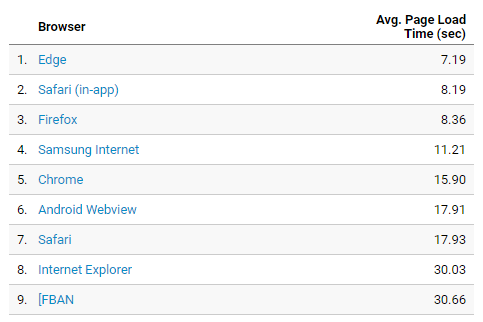 Browser Avg. Page Load Time (sec)
1. Edge 7.19
2. Safari (in-app) 8.19
3. Firefox 8.36
4. Samsung Internet 11.21
5. Chrome 15.90
6. Android Webview 17.91
7. Safari 17.93
8. Internet Explorer 30.03
9. [FBAN 30.66